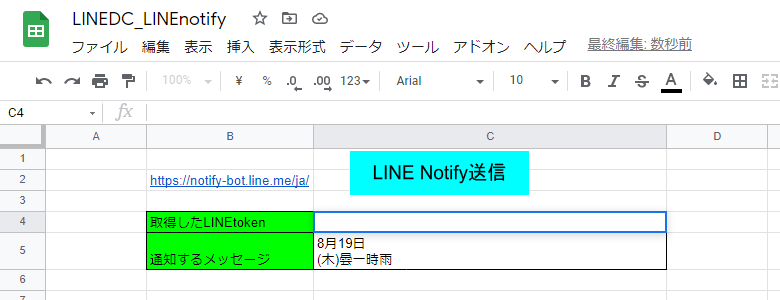 LINEDC_LINEnotify
ファイル 編集 表示 挿入 表示形式 データ ツール アドオン ヘルプ 最終編集: 数秒前
100% ¥ % .0 .00 123 Arial 10 B I S A
C4 fx
A B C D
1
2 https://notify-bot.line.me/ja/ LINE Notify送信
3
4 取得したLINEtoken
8月19日
5 通知するメッセージ (木)曇一時雨
6
7